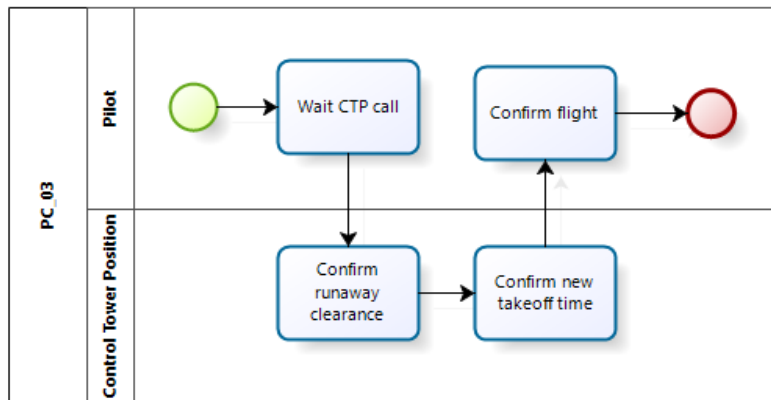 PC_03
Pilot
Wait CTP call
Confirm flight
Control Tower Position
Confirm
runaway
clearance
Confirm new
takeoff time